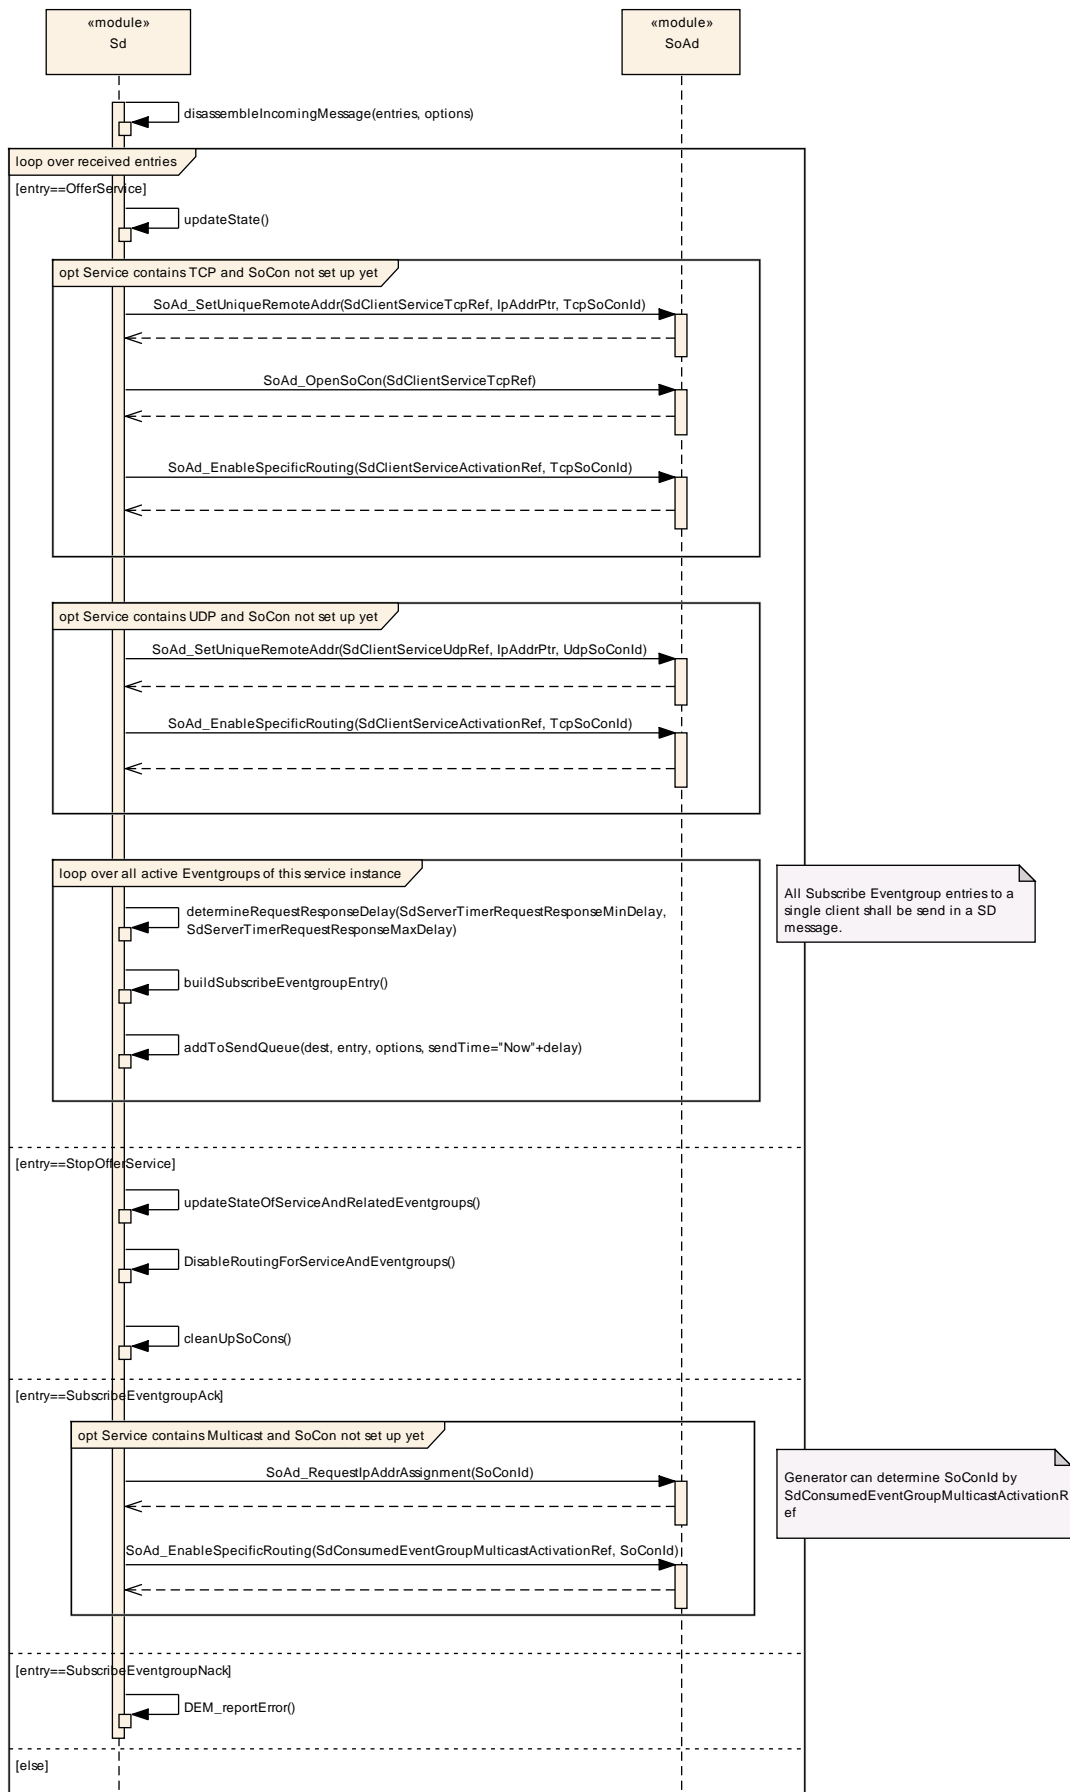 «module»
Sd
«module»
SoAd
disassembleIncomingMessage(entries, options)
loop over received entries
[entry==OfferService]
updateState()
opt Service contains TCP and SoCon not set up yet
SoAd_SetUniqueRemoteAddr(SdClientServiceTcpRef, IpAddrPtr, TcpSoConId)
SoAd_OpenSoCon(SdClientServiceTcpRef)
SoAd_EnableSpecificRouting(SdClientServiceActivationRef, TcpSoConId)
opt Service contains UDP and SoCon not set up yet
SoAd_SetUniqueRemoteAddr(SdClientServiceUdpRef, IpAddrPtr, UdpSoConId)
SoAd_EnableSpecificRouting(SdClientServiceActivationRef, TcpSoConId)
loop over all active Eventgroups of this service instance
All Subscribe Eventgroup entries to a
single client shall be send in a SD
message.
determineRequestResponseDelay(SdServerTimerRequestResponseMinDelay,
SdServerTimerRequestResponseMaxDelay)
buildSubscribeEventgroupEntry()
addToSendQueue(dest, entry, options, sendTime="Now"+delay)
[entry==StopOfferService]
updateStateOfServiceAndRelatedEventgroups()
DisableRoutingForServiceAndEventgroups()
cleanUpSoCons()
[entry==SubscribeEventgroupAck]
opt Service contains Multicast and SoCon not set up yet
SoAd_RequestIpAddrAssignment(SoConId)
Generator can determine SoConId by
SdConsumedEventGroupMulticastActivationR
ef
SoAd_EnableSpecificRouting(SdConsumedEventGroupMulticastActivationRef, SoConId)
[entry==SubscribeEventgroupNack]
DEM_reportError()
[else]